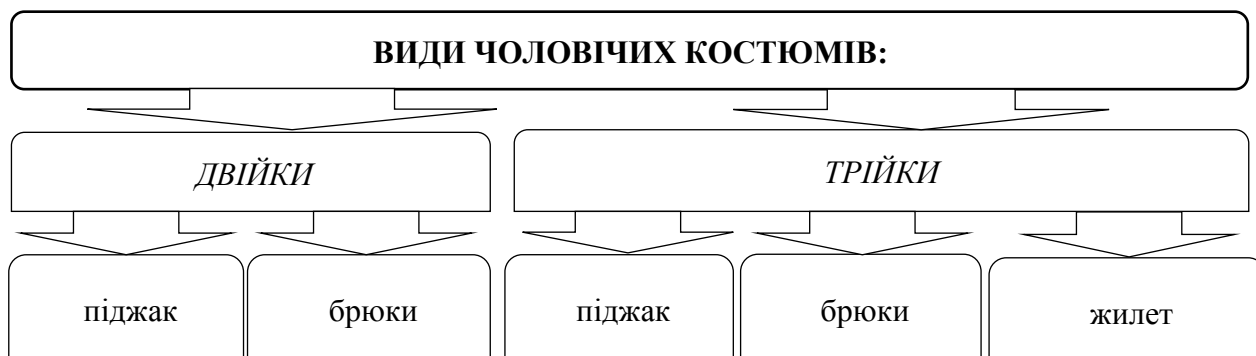 ВИДИ ЧОЛОВІЧИХ КОСТЮМІВ:
ДВІЙКИ
ТРІЙКИ
піджак
брюки
піджак
брюки
жилет